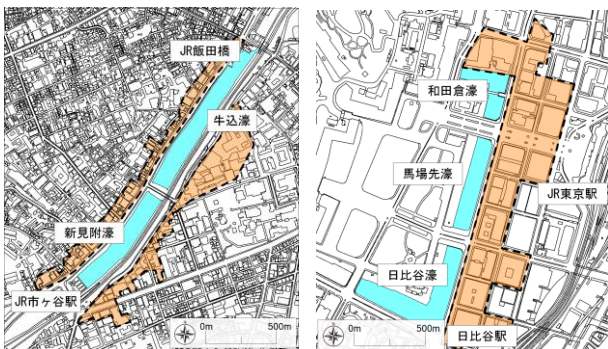 JR飯田橋
牛込濠
新見附濠
JR市ヶ谷駅
0m 500m
和田倉濠
馬場先濠
JR東京駅
日比谷濠
日比谷駅
0m 500m